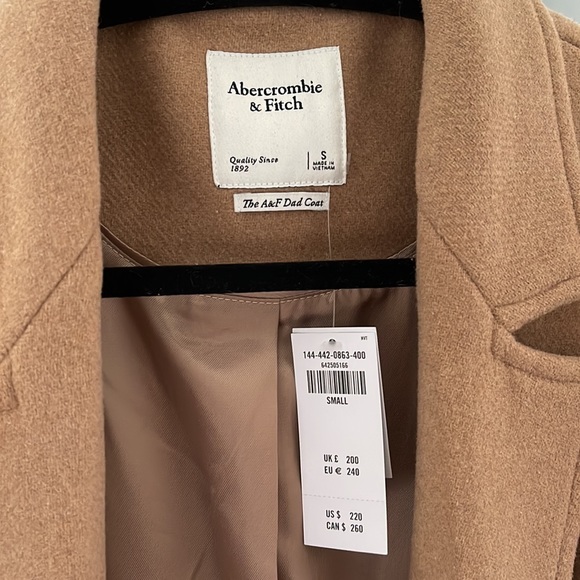 Abercrombie
& Fitch
Quality Since
1892
S
MADE IN
VIETNAM
The A&F Dad Coat
144-442-0863-400
642505166
SMALL
UK £ 200
EU € 240
US $ 220
CAN $ 260